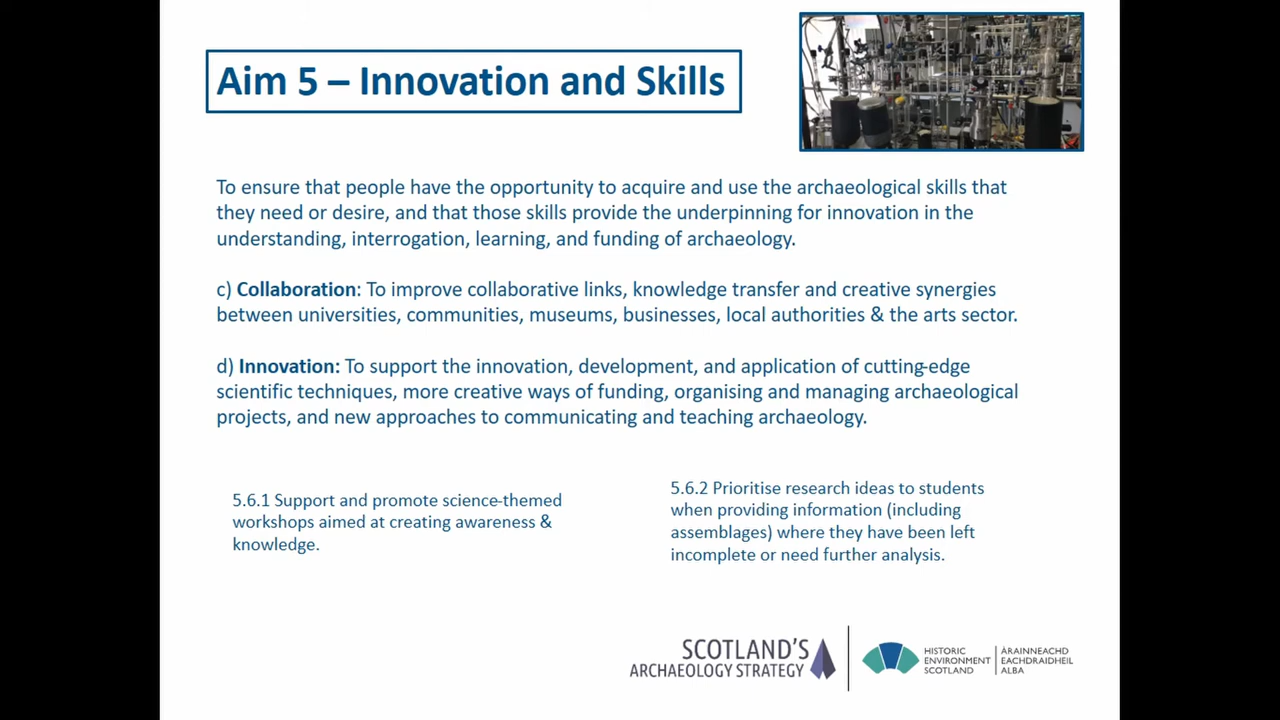 Aim 5 – Innovation and Skills
To ensure that people have the opportunity to acquire and use the archaeological skills that
they need or desire, and that those skills provide the underpinning for innovation in the
understanding, interrogation, learning, and funding of archaeology.
c) Collaboration: To improve collaborative links, knowledge transfer and creative synergies
between universities, communities, museums, businesses, local authorities & the arts sector.
d) Innovation: To support the innovation, development, and application of cutting-edge
scientific techniques, more creative ways of funding, organising and managing archaeological
projects, and new approaches to communicating and teaching archaeology.
5.6.1 Support and promote science-themed
workshops aimed at creating awareness &
knowledge.
5.6.2 Prioritise research ideas to students
when providing information (including
assemblages) where they have been left
incomplete or need further analysis.
SCOTLAND'S
ARCHAEOLOGY STRATEGY
HISTORIC
ENVIRONMENT
SCOTLAND
ÀRAINNEACHD
EACHDRAIDHEIL
ALBA